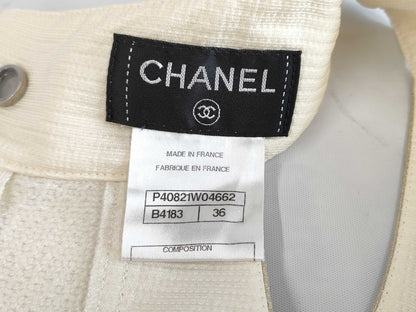 CHANEL
MADE IN FRANCE
FABRIQUE EN FRANCE
P40821W04662
B4183 36
COMPOSITION